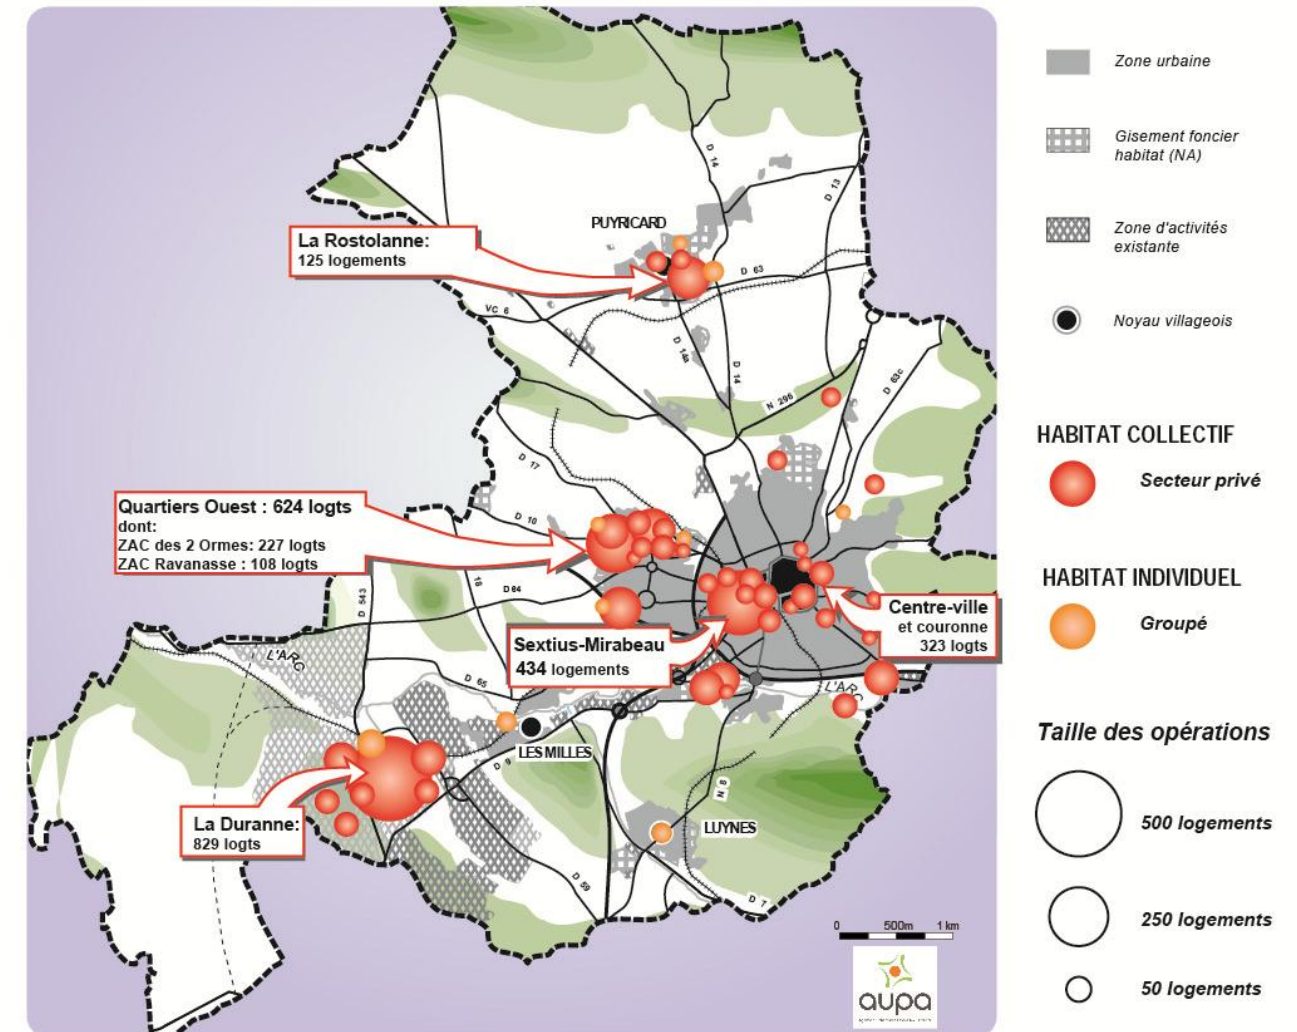 Zone urbaine
Gisement foncier
habitat (NA)
Zone d'activités
existante
Noyau villageois
HABITAT COLLECTIF
Secteur privé
HABITAT INDIVIDUEL
Groupé
Taille des opérations
500 logements
250 logements
50 logements
D 14
D 13
PUYRICARD
La Rostolanne:
125 logements
D 63
VC 6
D 14a
D 14
N 296
D 63c
D 17
Quartiers Ouest : 624 logts
dont:
ZAC des 2 Ormes: 227 logts
ZAC Ravanasse : 108 logts
D 10
18
D 64
D 543
Centre-ville
et couronne
323 logts
Sextius-Mirabeau
434 logements
L'ARC
D 65
L'ARC
LES MILLES
D 9
N 8
La Duranne:
829 logts
LUYNES
D 59
D 7
0 500m 1 km
aupa